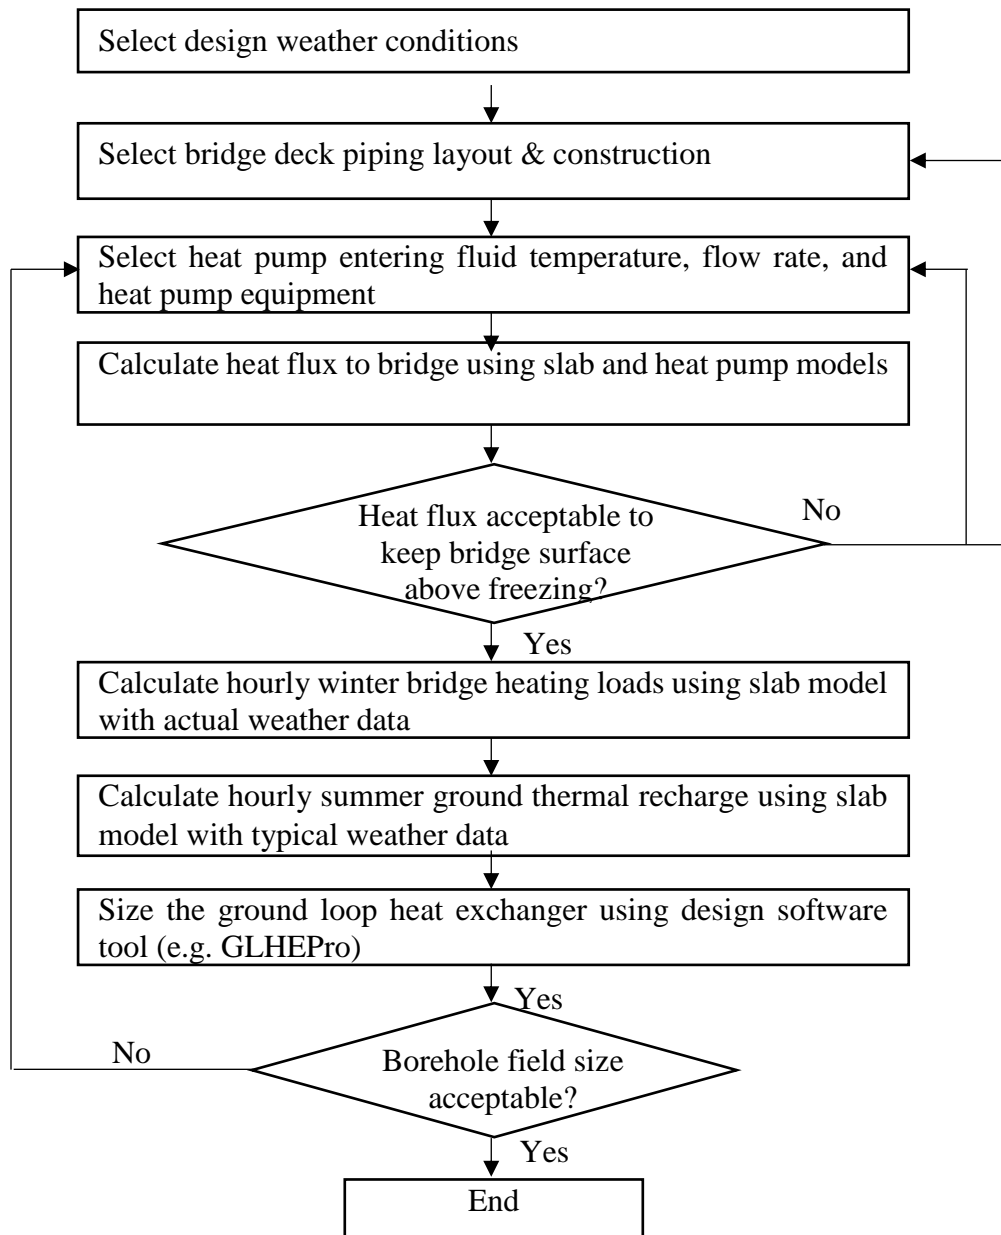 Select design weather conditions
Select bridge deck piping layout & construction
Select heat pump entering fluid temperature, flow rate, and
heat pump equipment
Calculate heat flux to bridge using slab and heat pump models
Heat flux acceptable to
keep bridge surface
above freezing?
No
Yes
Calculate hourly winter bridge heating loads using slab model
with actual weather data
Calculate hourly summer ground thermal recharge using slab
model with typical weather data
Size the ground loop heat exchanger using design software
tool (e.g. GLHEPro)
Yes
No
Borehole field size
acceptable?
Yes
End